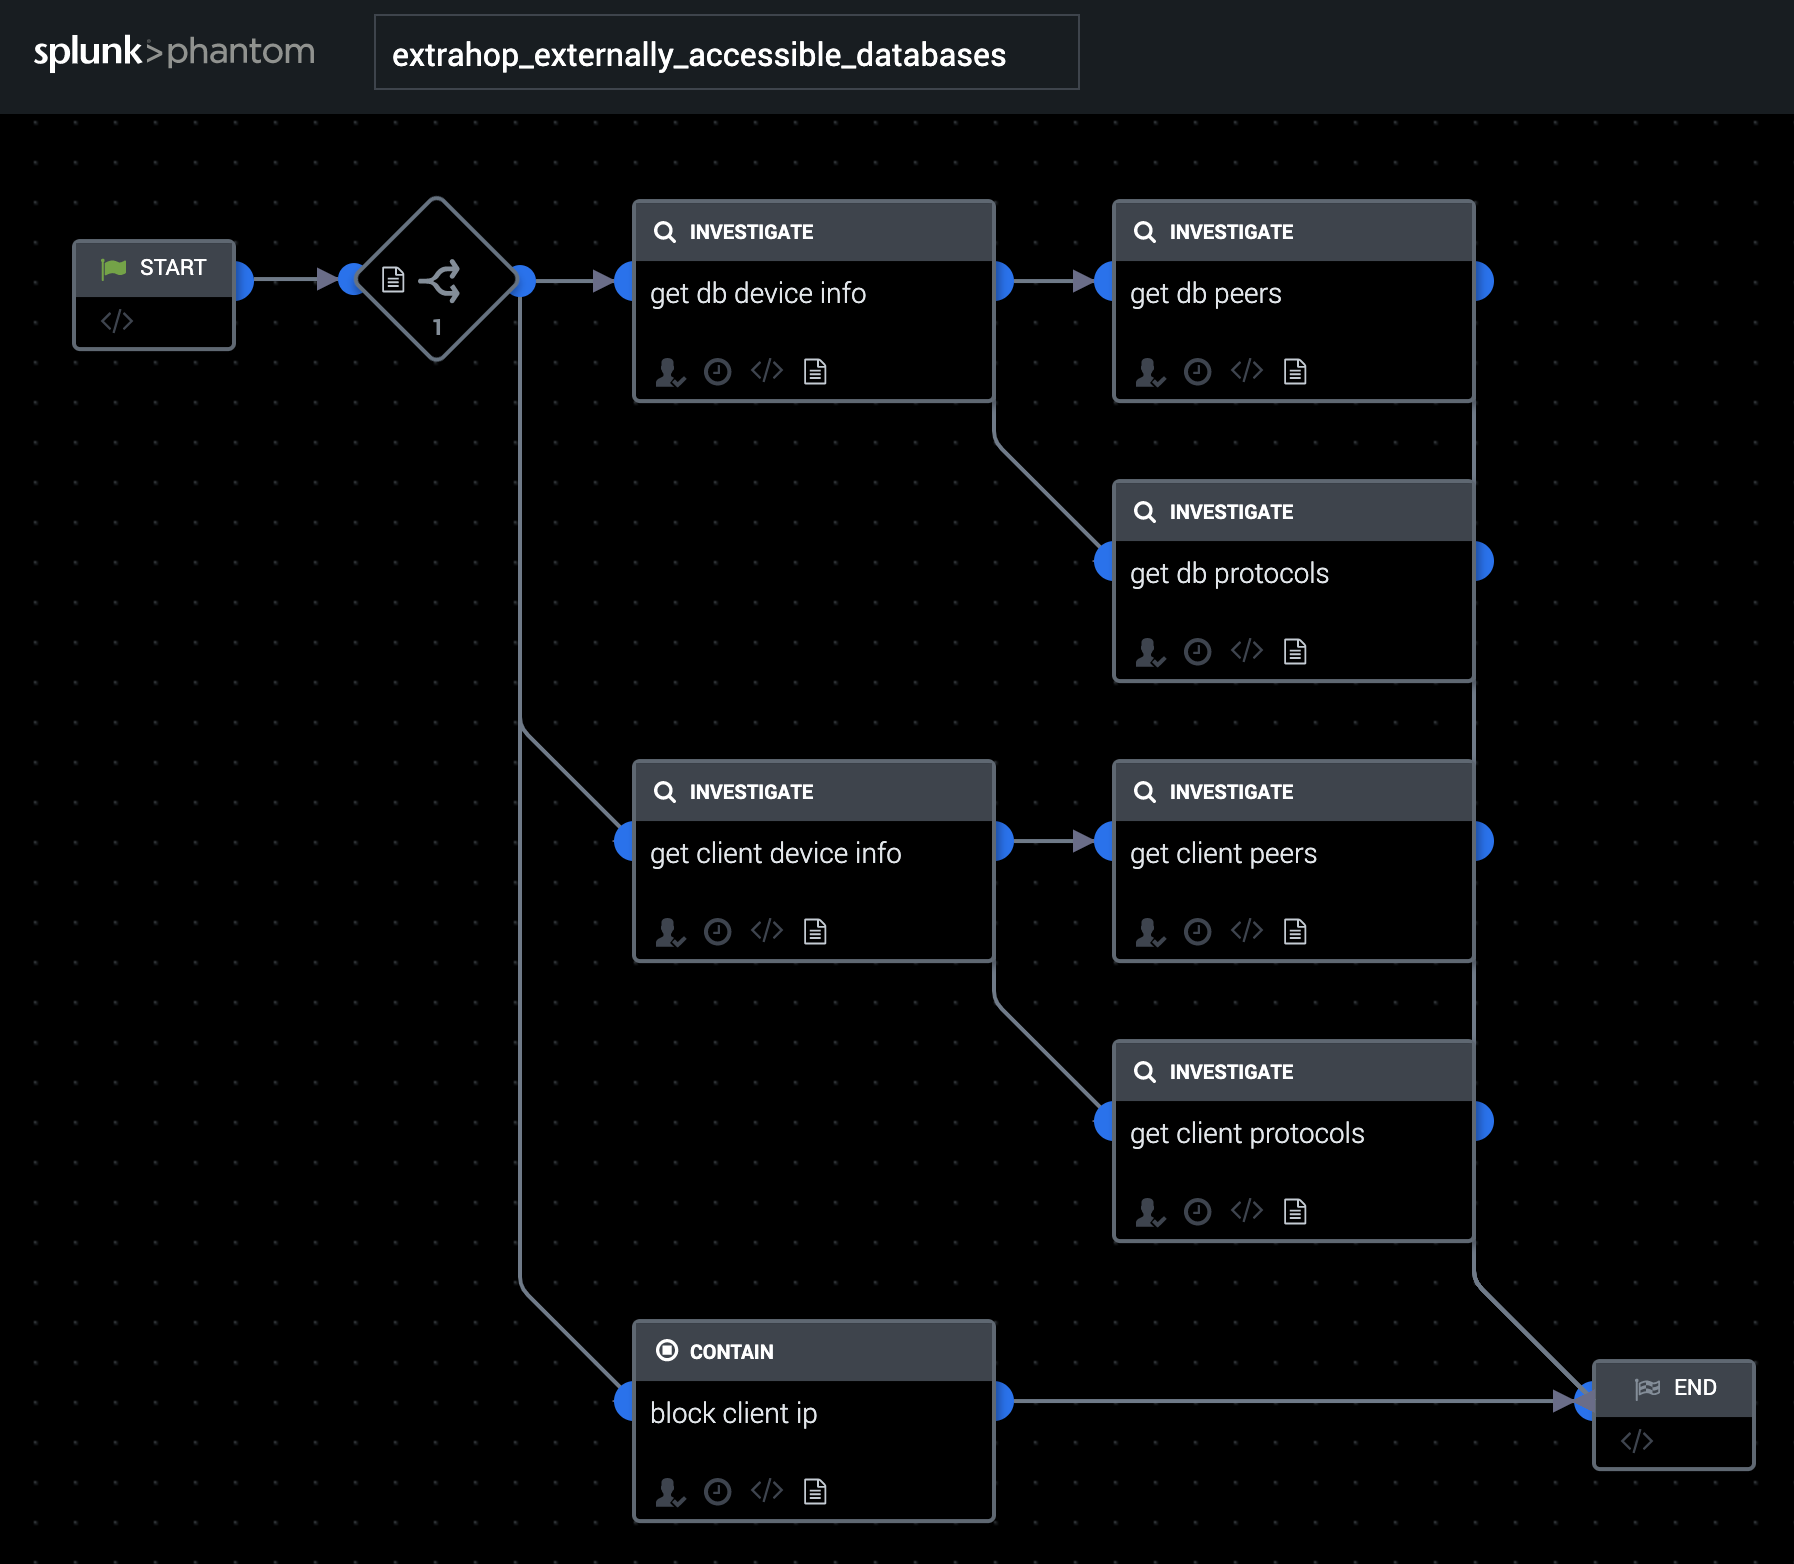 splunk>phantom
extrahop_externally_accessible_databases
START
</>
1
INVESTIGATE
get db device info
</>
INVESTIGATE
get db peers
</>
INVESTIGATE
get db protocols
</>
INVESTIGATE
get client device info
</>
INVESTIGATE
get client peers
</>
INVESTIGATE
get client protocols
</>
CONTAIN
block client ip
</>
END
</>